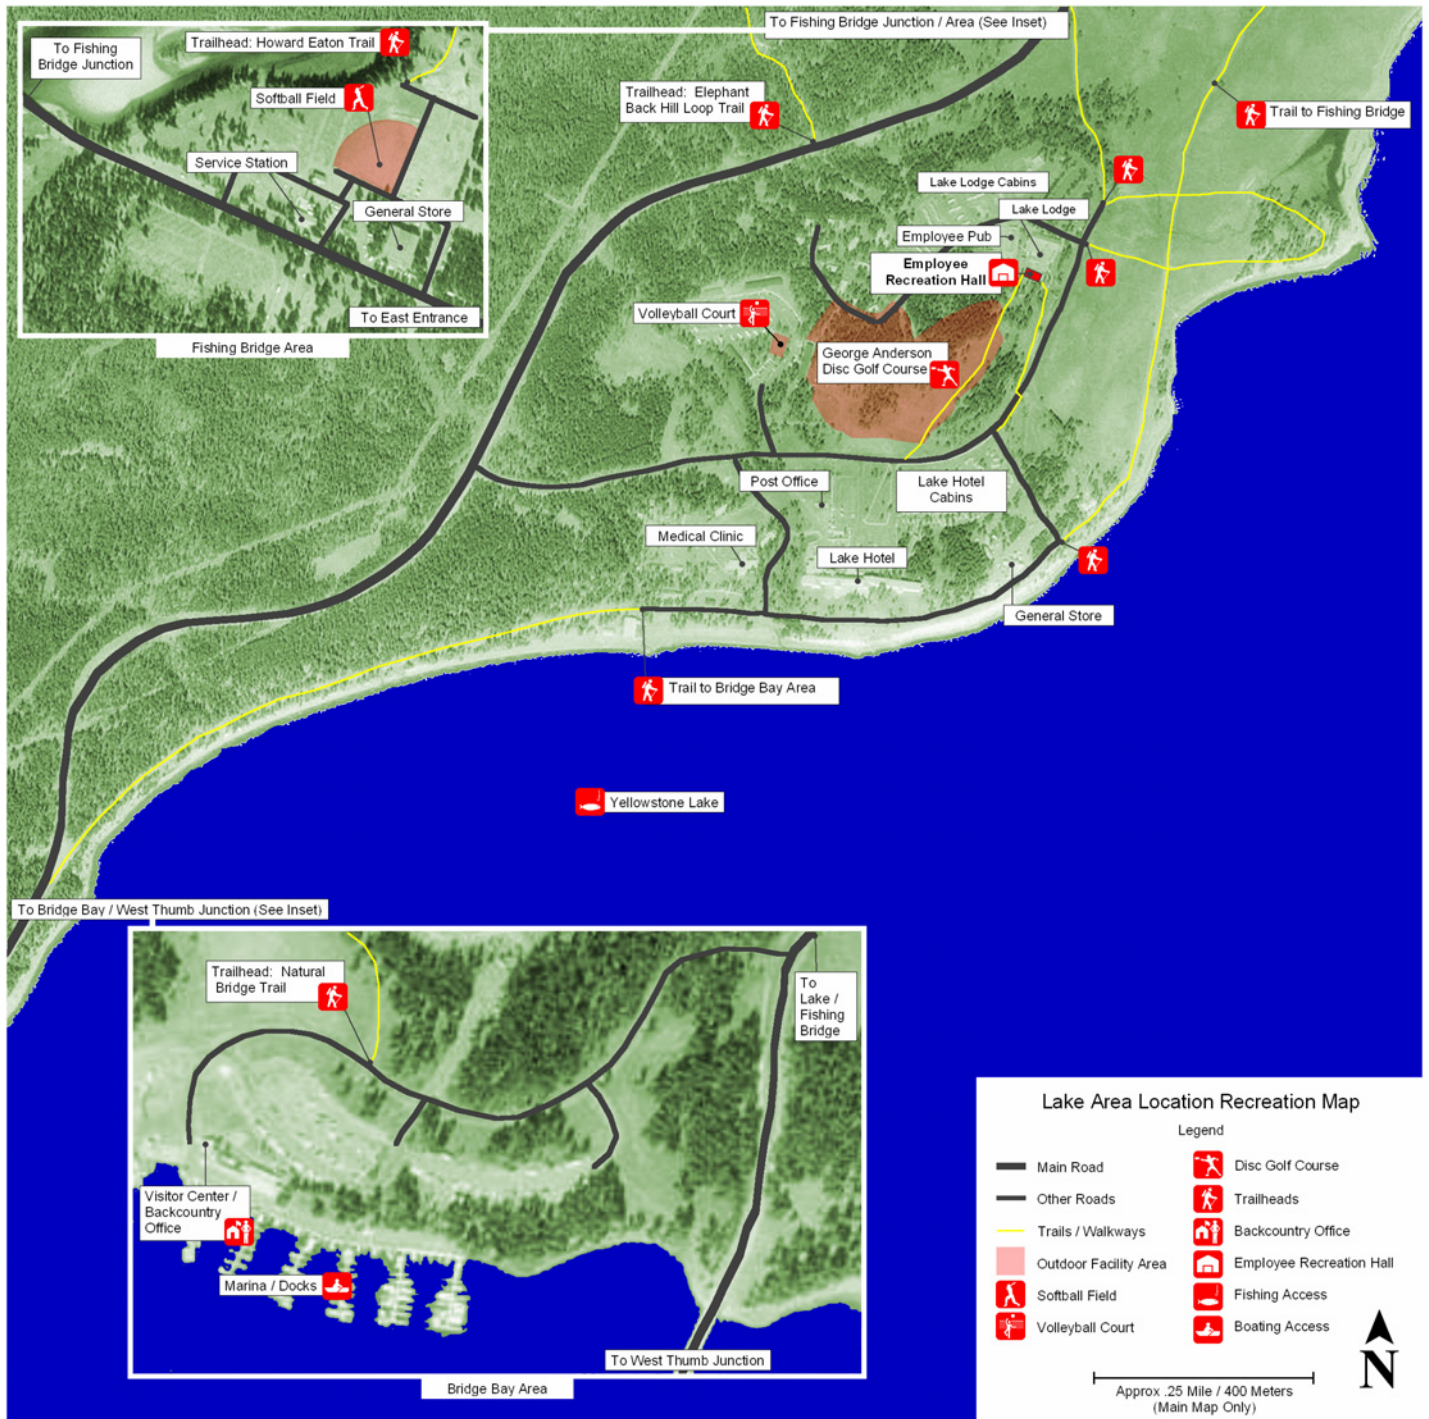 To Fishing Bridge Junction / Area (See Inset)
To Fishing
Bridge Junction
Trailhead: Howard Eaton Trail
Softball Field
Service Station
General Store
To East Entrance
Fishing Bridge Area
Trailhead: Elephant
Back Hill Loop Trail
Trail to Fishing Bridge
Lake Lodge Cabins
Lake Lodge
Employee Pub
Employee
Recreation Hall
Volleyball Court
George Anderson
Disc Golf Course
Post Office
Lake Hotel
Cabins
Medical Clinic
Lake Hotel
General Store
Trail to Bridge Bay Area
Yellowstone Lake
To Bridge Bay / West Thumb Junction (See Inset)
Trailhead: Natural
Bridge Trail
To
Lake /
Fishing
Bridge
Visitor Center /
Backcountry
Office
Marina / Docks
To West Thumb Junction
Bridge Bay Area
Lake Area Location Recreation Map
Legend
Main Road
Other Roads
Trails / Walkways
Outdoor Facility Area
Softball Field
Volleyball Court
Disc Golf Course
Trailheads
Backcountry Office
Employee Recreation Hall
Fishing Access
Boating Access
Approx .25 Mile / 400 Meters
(Main Map Only)
N